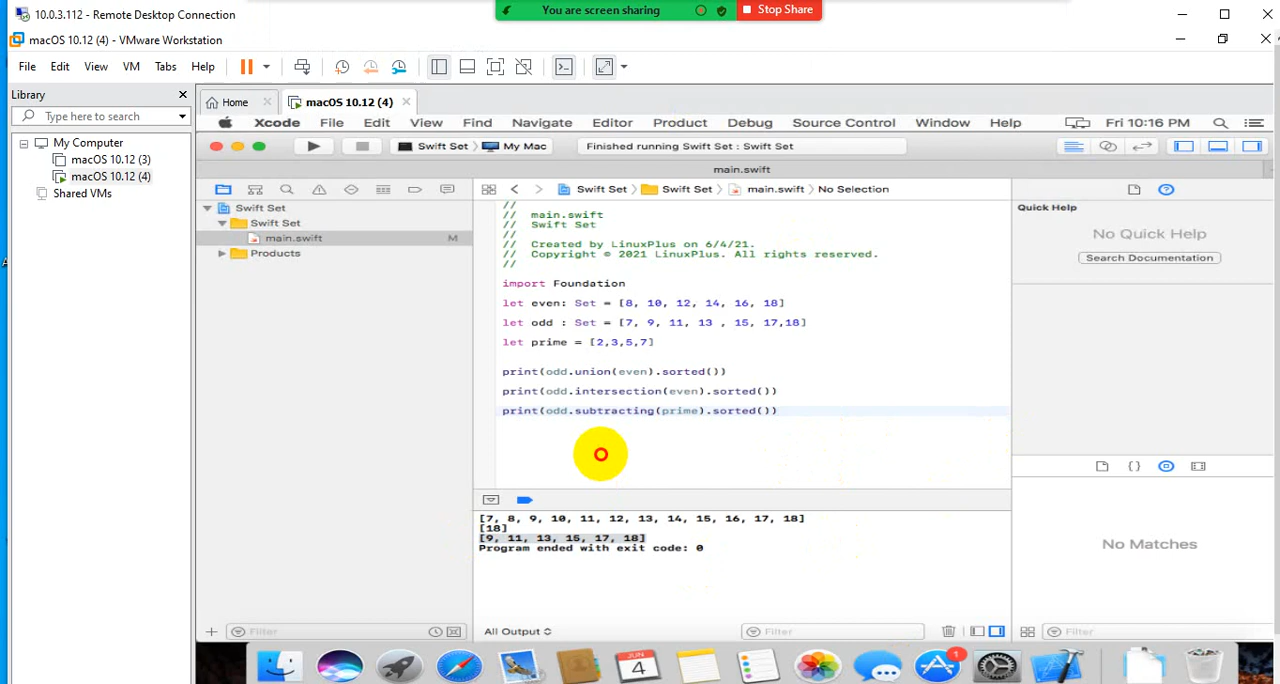 10.0.3.112 - Remote Desktop Connection
You are screen sharing
Stop Share
macOS 10.12 (4) - VMware Workstation
File Edit View VM Tabs Help
Library
Home
macOS 10.12 (4)
Type here to search
My Computer
macOS 10.12 (3)
macOS 10.12 (4)
Shared VMs
Xcode File Edit View Find Navigate Editor Product Debug Source Control Window Help Fri 10:16 PM
Swift Set My Mac
Finished running Swift Set : Swift Set
main.swift
Swift Set Swift Set main.swift No Selection
Swift Set
Swift Set
main.swift M
Products
//
// main.swift
// Swift Set
//
// Created by LinuxPlus on 6/4/21.
// Copyright © 2021 LinuxPlus. All rights reserved.
//
import Foundation
let even: Set = [8, 10, 12, 14, 16, 18]
let odd : Set = [7, 9, 11, 13 , 15, 17,18]
let prime = [2,3,5,7]
print(odd.union(even).sorted())
print(odd.intersection(even).sorted())
print(odd.subtracting(prime).sorted())
Quick Help
No Quick Help
Search Documentation
No Matches
[7, 8, 9, 10, 11, 12, 13, 14, 15, 16, 17, 18]
[18]
[9, 11, 13, 15, 17, 18]
Program ended with exit code: 0
Filter
All Output
Filter
Filter
JUN
4
1